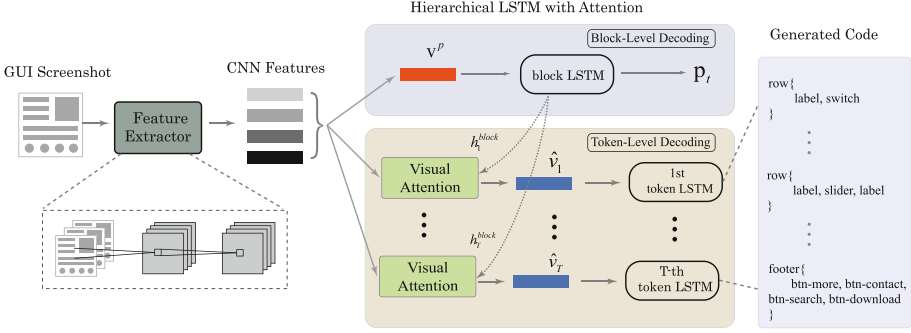 Hierarchical LSTM with Attention
Generated Code
GUI Screenshot
CNN Features
Feature
Extractor
Block-Level Decoding
v^p
block LSTM
p_t
Token-Level Decoding
h_1^{block}
Visual
Attention
v̂_1
1st
token LSTM
h_T^{block}
Visual
Attention
v̂_T
T-th
token LSTM
row{
label, switch
}
row{
label, slider, label
}
footer{
btn-more, btn-contact,
btn-search, btn-download
}